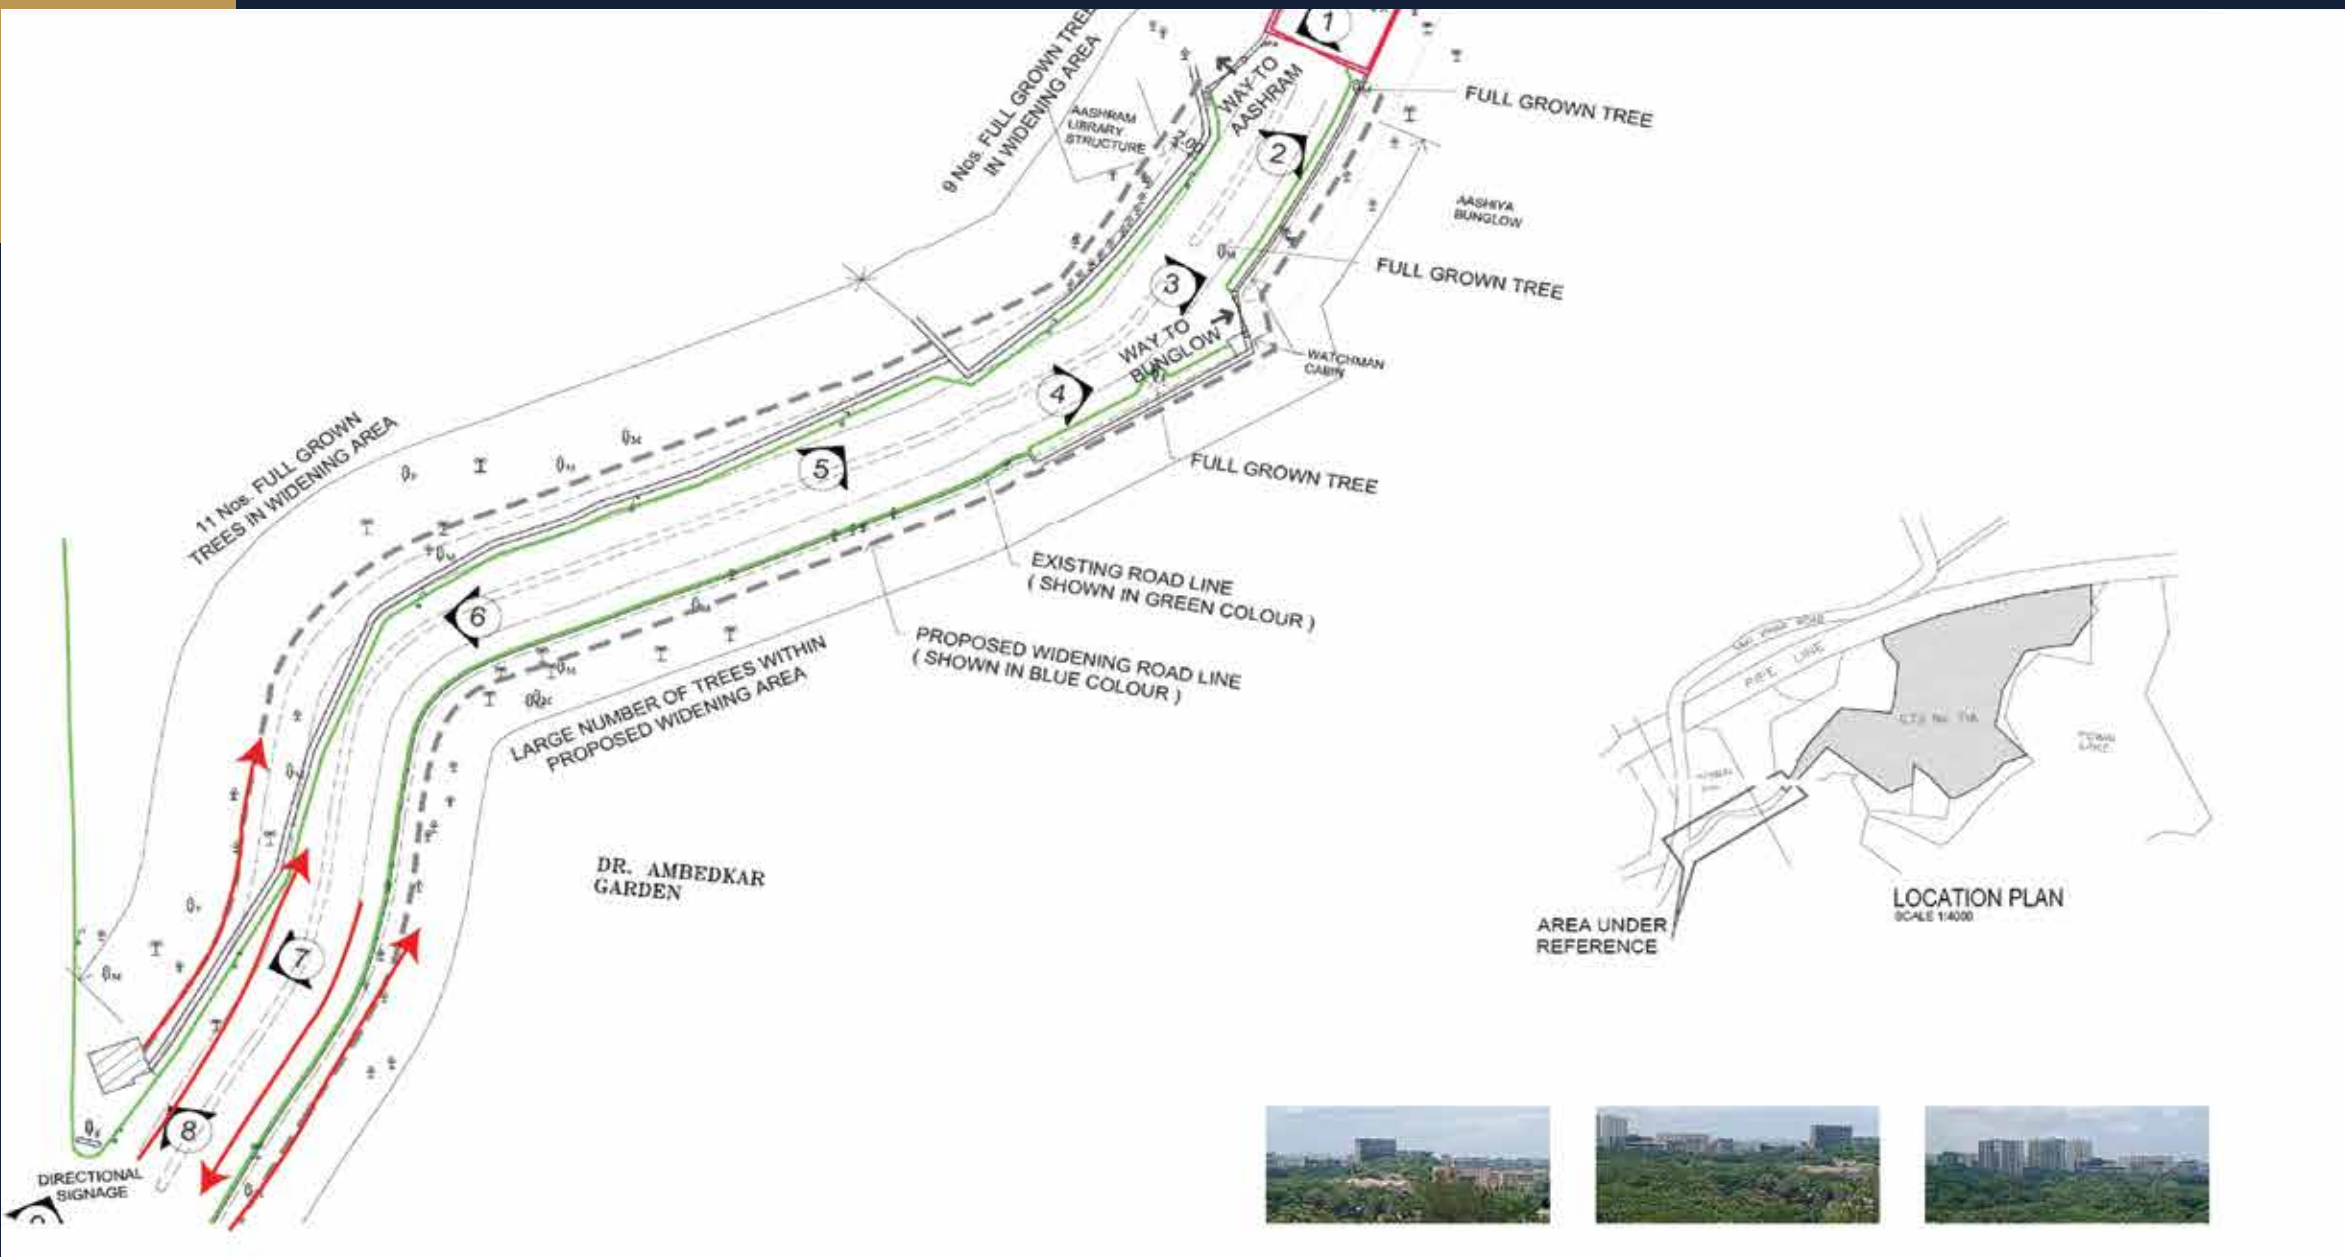 1
9 Nos. FULL GROWN TREE
IN WIDENING AREA
WAY TO
AASHRAM
AASHRAM
LIBRARY
STRUCTURE
FULL GROWN TREE
2
AASHIYA
BUNGLOW
FULL GROWN TREE
3
WAY TO
BUNGLOW
WATCHMAN
CABIN
4
11 Nos. FULL GROWN
TREES IN WIDENING AREA
5
FULL GROWN TREE
6
EXISTING ROAD LINE
( SHOWN IN GREEN COLOUR )
PROPOSED WIDENING ROAD LINE
( SHOWN IN BLUE COLOUR )
LARGE NUMBER OF TREES WITHIN
PROPOSED WIDENING AREA
DR. AMBEDKAR
GARDEN
PIPE LINE
LOCATION PLAN
SCALE 1:4000
AREA UNDER
REFERENCE
7
8
DIRECTIONAL
SIGNAGE